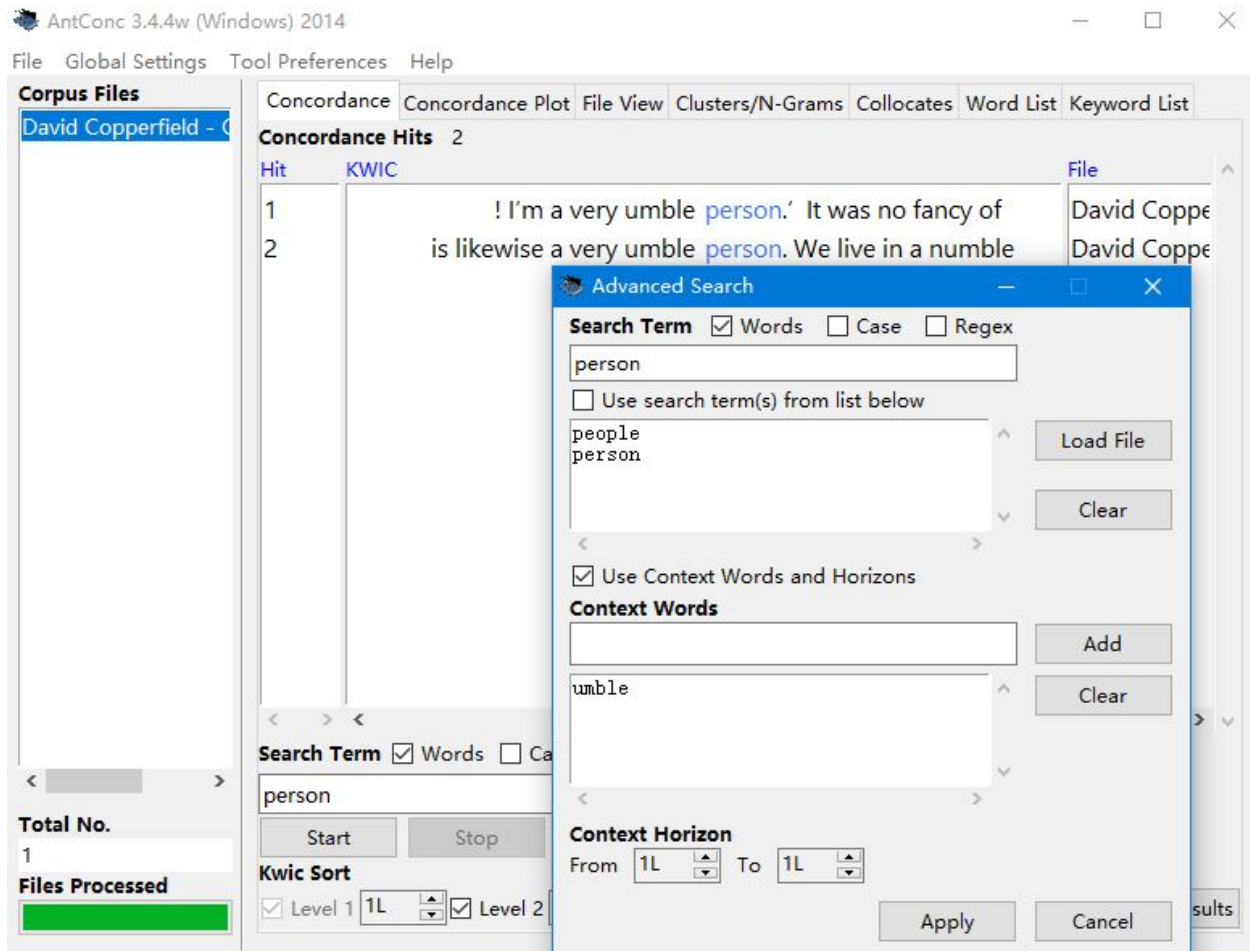 AntConc 3.4.4w (Windows) 2014
File Global Settings Tool Preferences Help
Corpus Files
David Copperfield -
Concordance Concordance Plot File View Clusters/N-Grams Collocates Word List Keyword List
Concordance Hits 2
Hit KWIC File
1 ! I'm a very umble person.′ It was no fancy of David Coppe
2 is likewise a very umble person. We live in a numble David Coppe
Advanced Search
Search Term Words Case Regex
person
Use search term(s) from list below
people
person
Load File
Clear
Use Context Words and Horizons
Context Words
Add
umble
Clear
Context Horizon
From 1L To 1L
Apply Cancel
Search Term Words Ca
person
Start Stop
Kwic Sort
Level 1 1L Level 2
sults
Total No.
1
Files Processed